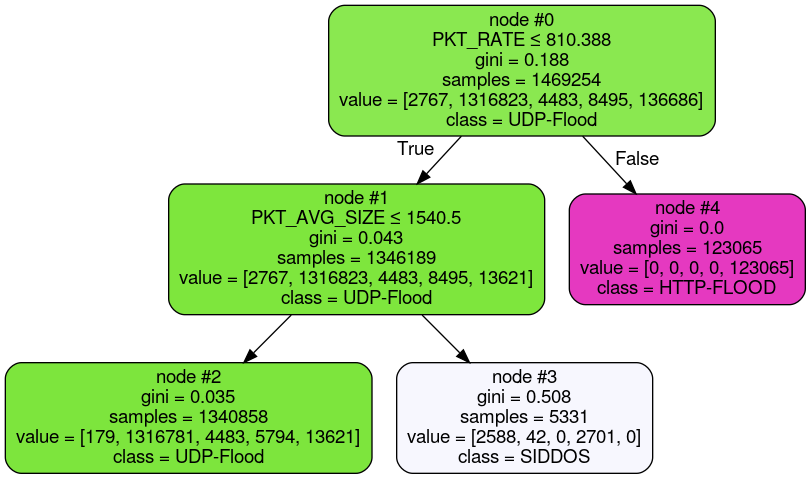 node #0
PKT_RATE ≤ 810.388
gini = 0.188
samples = 1469254
value = [2767, 1316823, 4483, 8495, 136686]
class = UDP-Flood
True
False
node #1
PKT_AVG_SIZE ≤ 1540.5
gini = 0.043
samples = 1346189
value = [2767, 1316823, 4483, 8495, 13621]
class = UDP-Flood
node #4
gini = 0.0
samples = 123065
value = [0, 0, 0, 0, 123065]
class = HTTP-FLOOD
node #2
gini = 0.035
samples = 1340858
value = [179, 1316781, 4483, 5794, 13621]
class = UDP-Flood
node #3
gini = 0.508
samples = 5331
value = [2588, 42, 0, 2701, 0]
class = SIDDOS